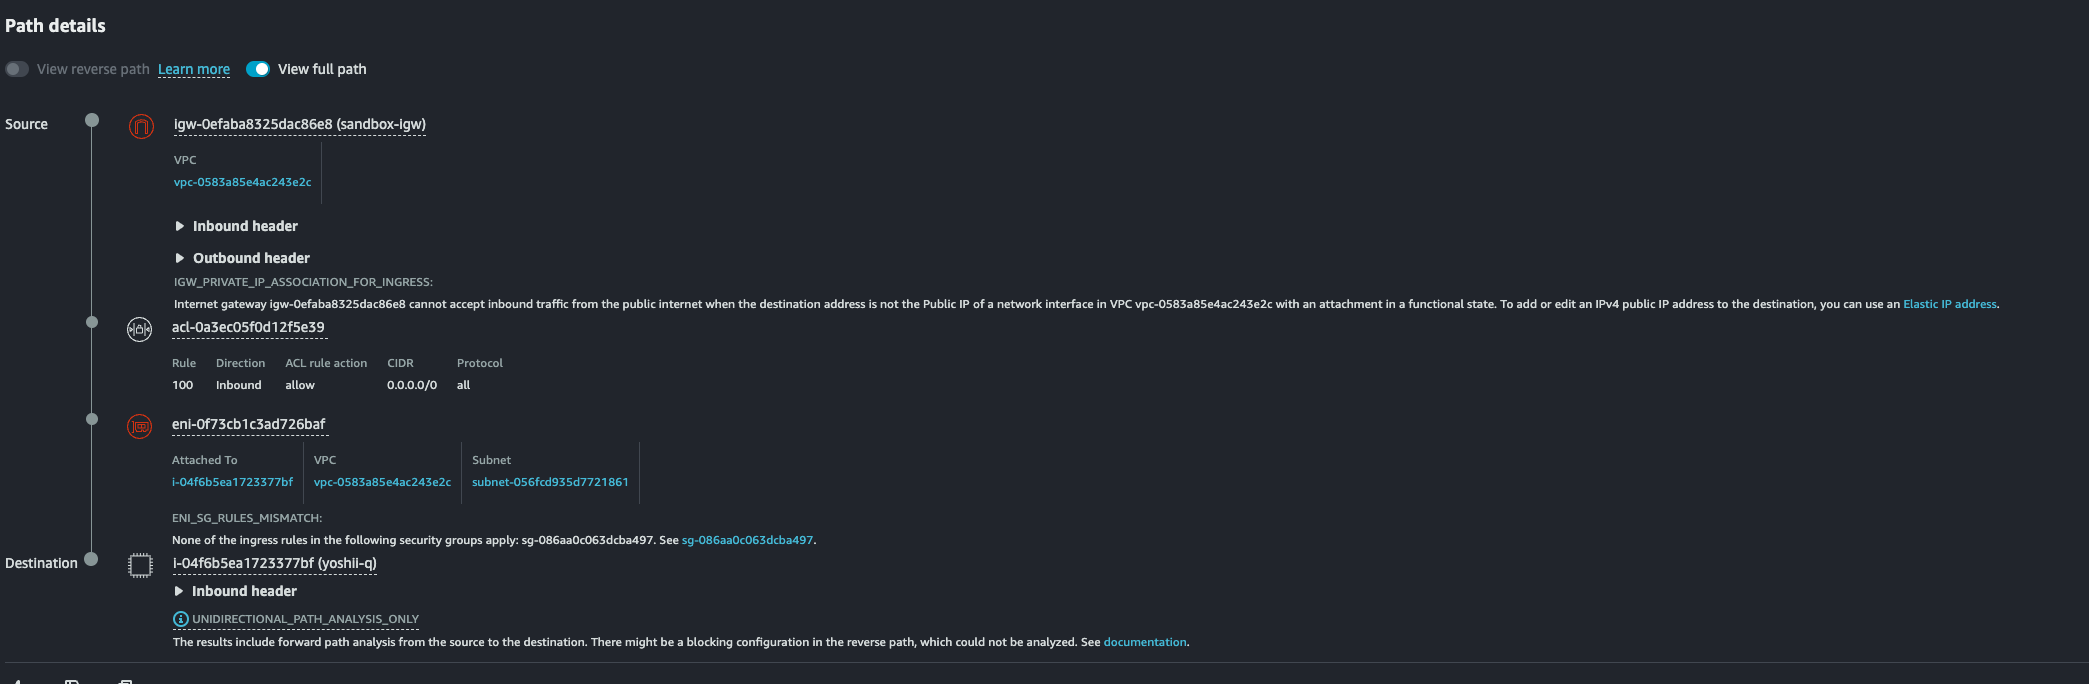 Path details
View reverse path Learn more View full path
Source igw-0efaba8325dac86e8 (sandbox-igw)
VPC
vpc-0583a85e4ac243e2c
Inbound header
Outbound header
IGW_PRIVATE_IP_ASSOCIATION_FOR_INGRESS:
Internet gateway igw-0efaba8325dac86e8 cannot accept inbound traffic from the public internet when the destination address is not the Public IP of a network interface in VPC vpc-0583a85e4ac243e2c with an attachment in a functional state. To add or edit an IPv4 public IP address to the destination, you can use an Elastic IP address.
acl-0a3ec05f0d12f5e39
Rule Direction ACL rule action CIDR Protocol
100 Inbound allow 0.0.0.0/0 all
eni-0f73cb1c3ad726baf
Attached To VPC Subnet
i-04f6b5ea1723377bf vpc-0583a85e4ac243e2c subnet-056fcd935d7721861
ENI_SG_RULES_MISMATCH:
None of the ingress rules in the following security groups apply: sg-086aa0c063dcba497. See sg-086aa0c063dcba497.
Destination i-04f6b5ea1723377bf (yoshii-q)
Inbound header
UNIDIRECTIONAL_PATH_ANALYSIS_ONLY
The results include forward path analysis from the source to the destination. There might be a blocking configuration in the reverse path, which could not be analyzed. See documentation.